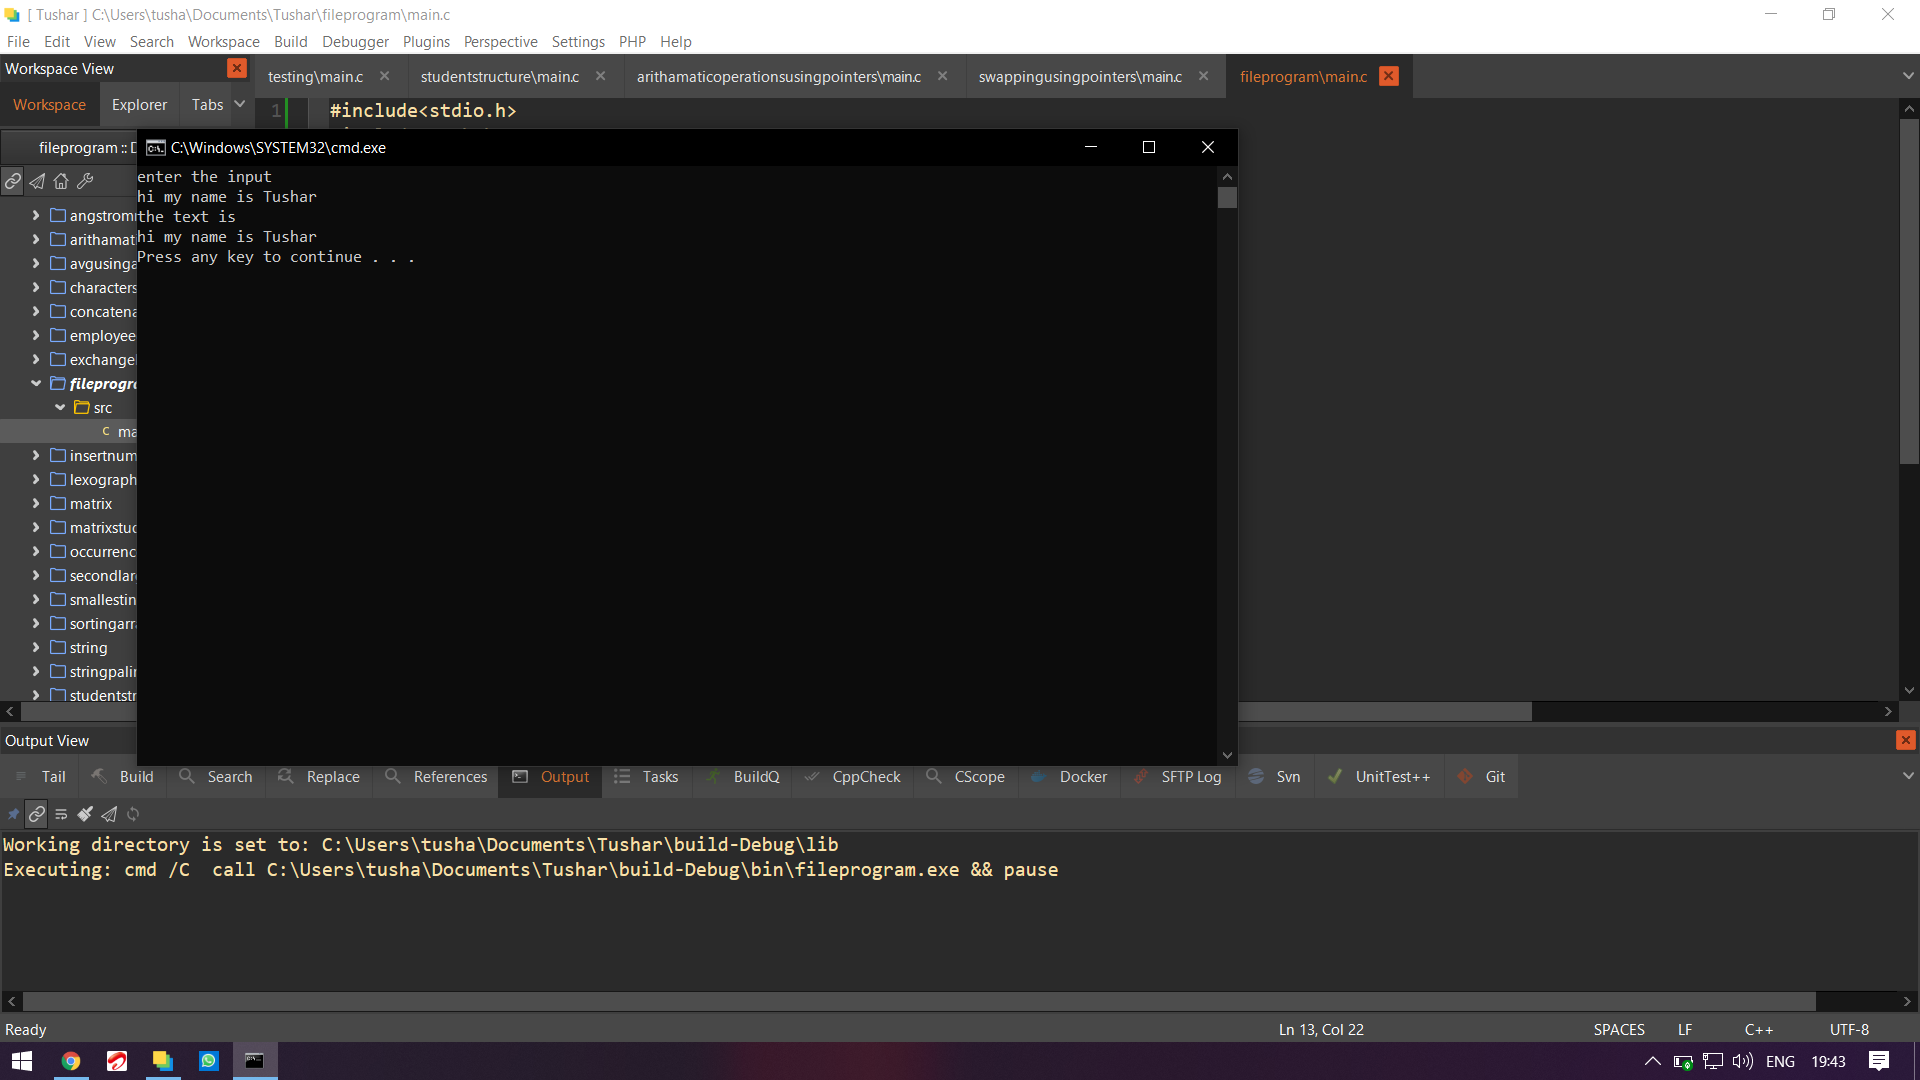 [ Tushar ] C:\Users\tusha\Documents\Tushar\fileprogram\main.c
File Edit View Search Workspace Build Debugger Plugins Perspective Settings PHP Help
Workspace View
testing\main.c studentstructure\main.c arithamaticoperationsusingpointers\main.c swappingusingpointers\main.c fileprogram\main.c
Workspace Explorer Tabs
1 #include<stdio.h>
fileprogram :: D
C:\Windows\SYSTEM32\cmd.exe
enter the input
hi my name is Tushar
the text is
hi my name is Tushar
Press any key to continue . . .
angstrom
arithamat
avgusinga
characters
concatena
employee
exchange
fileprogra
src
ma
insertnum
lexograph
matrix
matrixstud
occurrenc
secondlar
smallestin
sortingarra
string
stringpalin
studentstr
Output View
Tail Build Search Replace References Output Tasks BuildQ CppCheck CScope Docker SFTP Log Svn UnitTest++ Git
Working directory is set to: C:\Users\tusha\Documents\Tushar\build-Debug\lib
Executing: cmd /C  call C:\Users\tusha\Documents\Tushar\build-Debug\bin\fileprogram.exe && pause
Ready Ln 13, Col 22 SPACES LF C++ UTF-8
ENG 19:43